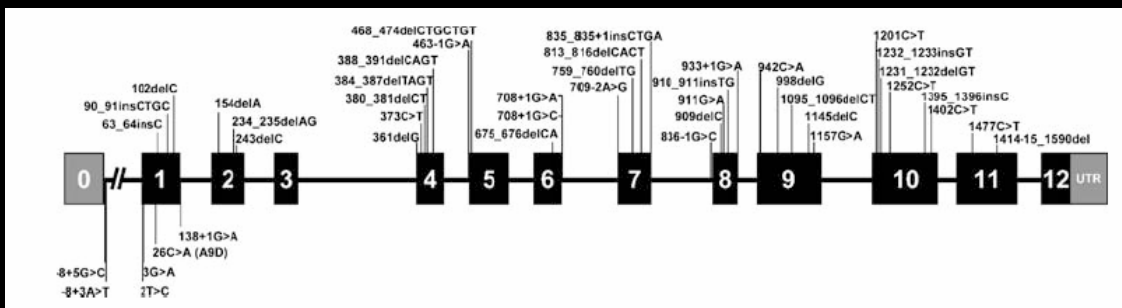 468_474delCTGCTGT
463-1G>A
388_391delCAGT
384_387delTAGT
380_381delCT
373C>T
361delG
102delC
90_91insCTGC
63_64insC
154delA
234_235delAG
243delC
708+1G>A
708+1G>C
675_676delCA
835_835+1insCTGA
813_816delCACT
759_760delTG
709-2A>G
933+1G>A
910_911insTG
911G>A
909delC
836-1G>C
942C>A
998delG
1095_1096delCT
1145delC
1157G>A
1201C>T
1232_1233insGT
1231_1232delGT
1252C>T
1395_1396insC
1402C>T
1477C>T
1414-15_1590del
0 1 2 3 4 5 6 7 8 9 10 11 12 UTR
138+1G>A
26C>A (A9D)
-8+5G>C
-8+3A>T
3G>A
2T>C